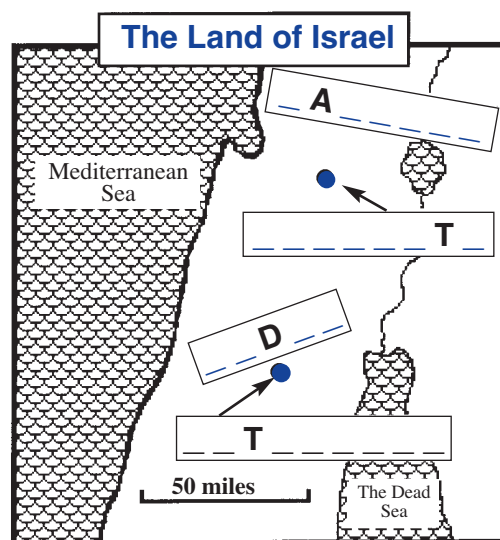 The Land of Israel
A
Mediterranean
Sea
T
D
T
50 miles
The Dead
Sea